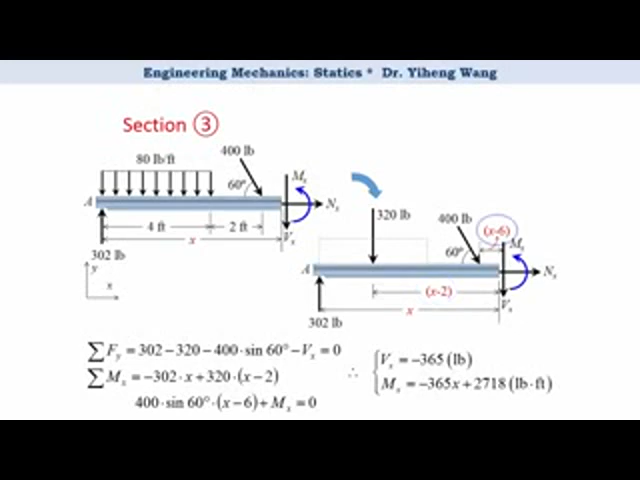 Engineering Mechanics: Statics * Dr. Yiheng Wang
Section ③
400 lb
80 lb/ft
60°
Mₓ
Nₓ
Vₓ
A
4 ft
2 ft
x
302 lb
y
x
320 lb
400 lb
(x-6)
60°
Mₓ
Nₓ
Vₓ
A
(x-2)
x
302 lb
∑Fᵧ = 302 − 320 − 400·sin 60° − Vₓ = 0
∑Mₓ = −302·x + 320·(x − 2)
400·sin 60°·(x − 6) + Mₓ = 0
∴ { Vₓ = −365 (lb)
Mₓ = −365x + 2718 (lb·ft)